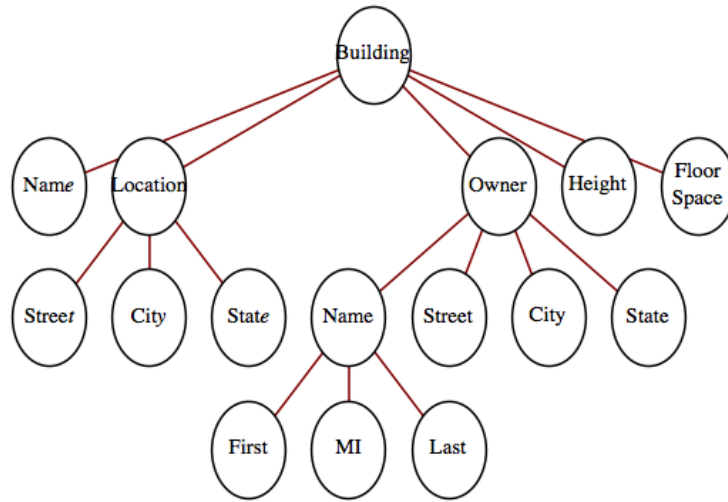 Building
Name
Location
Owner
Height
Floor
Space
Street
City
State
Name
Street
City
State
First
MI
Last